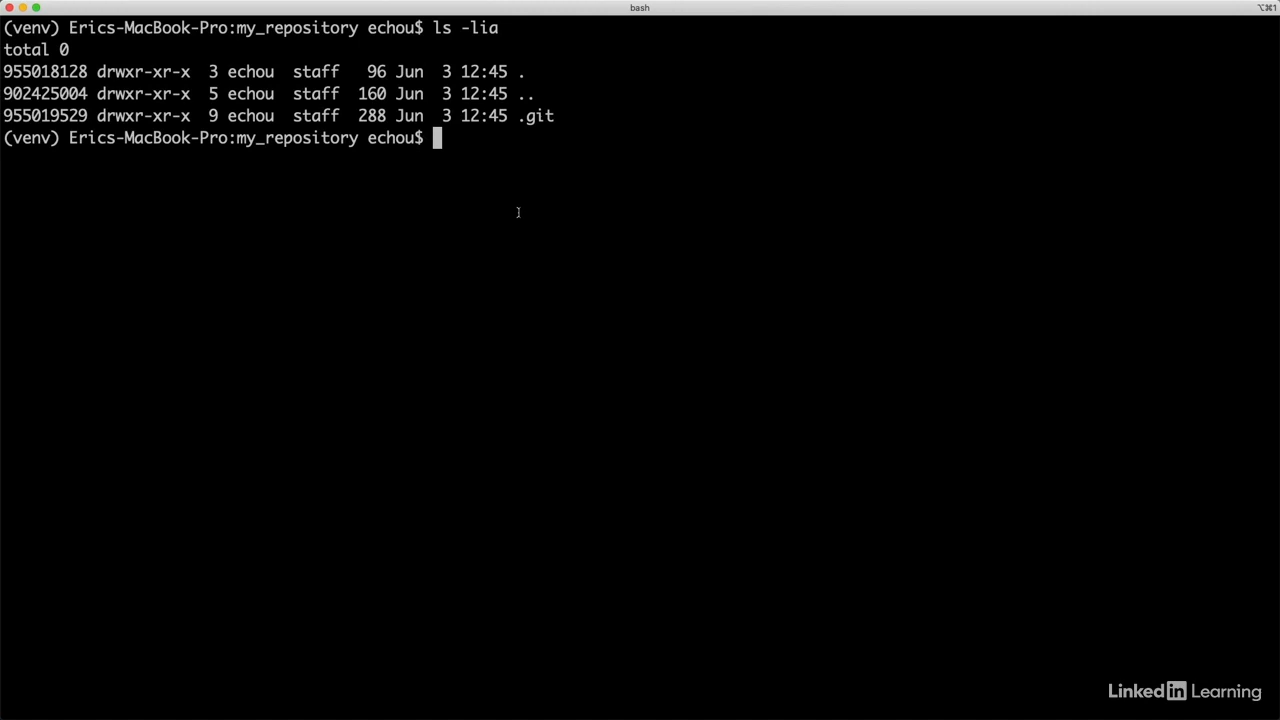 bash
⌥⌘1
(venv) Erics-MacBook-Pro:my_repository echou$ ls -lia
total 0
955018128 drwxr-xr-x  3 echou  staff   96 Jun  3 12:45 .
902425004 drwxr-xr-x  5 echou  staff  160 Jun  3 12:45 ..
955019529 drwxr-xr-x  9 echou  staff  288 Jun  3 12:45 .git
(venv) Erics-MacBook-Pro:my_repository echou$
Linked in Learning